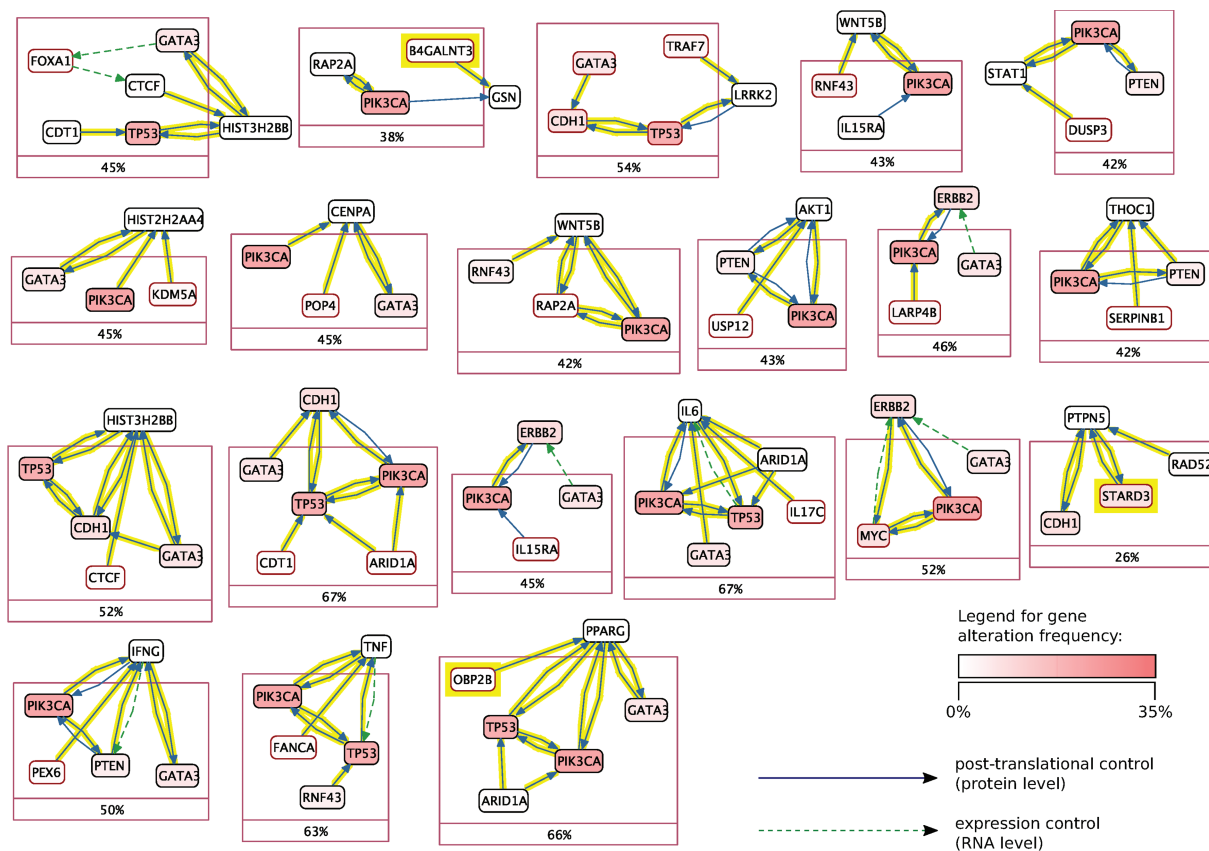 GATA3
FOXA1
CTCF
CDT1
TP53
HIST3H2BB
45%
B4GALNT3
RAP2A
PIK3CA
GSN
38%
TRAF7
GATA3
LRRK2
CDH1
TP53
54%
WNT5B
RNF43
PIK3CA
IL15RA
43%
PIK3CA
STAT1
PTEN
DUSP3
42%
HIST2H2AA4
GATA3
PIK3CA
KDM5A
45%
CENPA
PIK3CA
POP4
GATA3
45%
WNT5B
RNF43
RAP2A
PIK3CA
42%
AKT1
PTEN
USP12
PIK3CA
43%
ERBB2
PIK3CA
GATA3
LARP4B
46%
THOC1
PIK3CA
PTEN
SERPINB1
42%
HIST3H2BB
TP53
CDH1
GATA3
CTCF
52%
CDH1
GATA3
PIK3CA
TP53
CDT1
ARID1A
67%
ERBB2
PIK3CA
GATA3
IL15RA
45%
IL6
ARID1A
PIK3CA
TP53
IL17C
GATA3
67%
ERBB2
GATA3
PIK3CA
MYC
52%
PTPN5
RAD52
STARD3
CDH1
26%
IFNG
PIK3CA
PEX6
PTEN
GATA3
50%
TNF
PIK3CA
FANCA
TP53
RNF43
63%
PPARG
OBP2B
GATA3
TP53
PIK3CA
ARID1A
66%
Legend for gene
alteration frequency:
0%
35%
post-translational control
(protein level)
expression control
(RNA level)